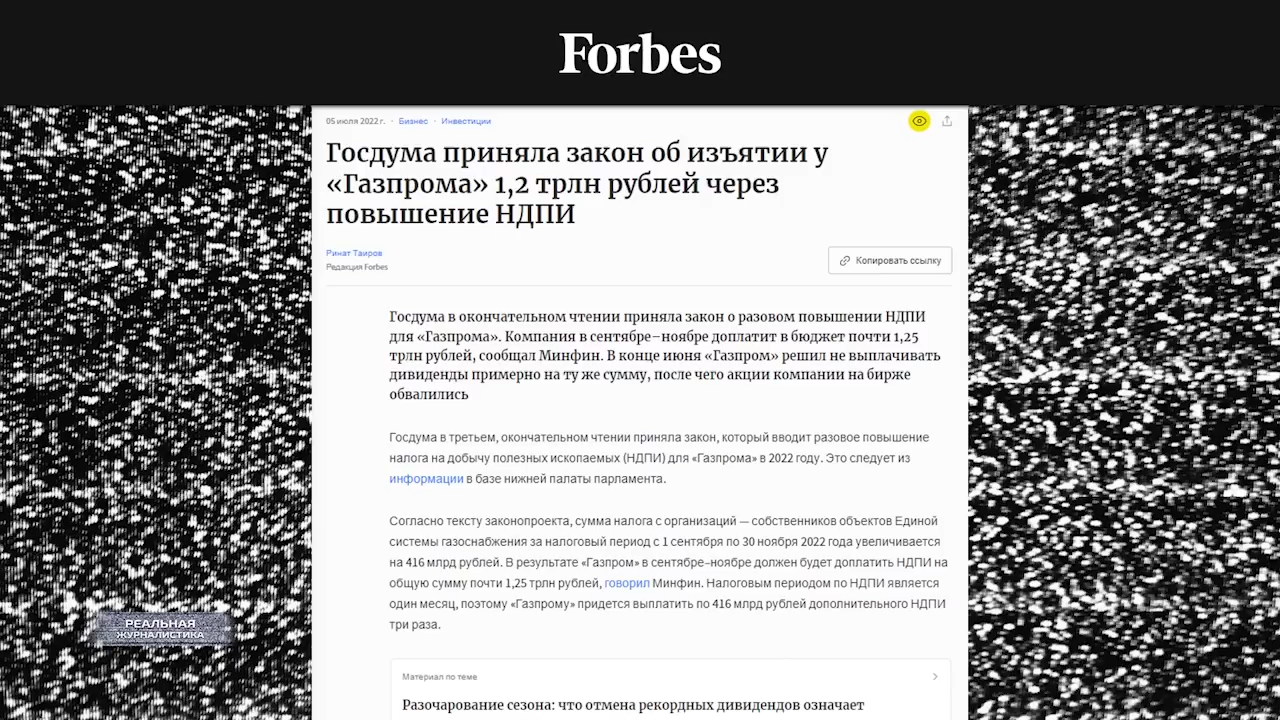 Forbes
05 июля 2022 г. · Бизнес · Инвестиции
Госдума приняла закон об изъятии у
«Газпрома» 1,2 трлн рублей через
повышение НДПИ
Ринат Таиров
Редакция Forbes
Копировать ссылку
Госдума в окончательном чтении приняла закон о разовом повышении НДПИ
для «Газпрома». Компания в сентябре–ноябре доплатит в бюджет почти 1,25
трлн рублей, сообщал Минфин. В конце июня «Газпром» решил не выплачивать
дивиденды примерно на ту же сумму, после чего акции компании на бирже
обвалились
Госдума в третьем, окончательном чтении приняла закон, который вводит разовое повышение
налога на добычу полезных ископаемых (НДПИ) для «Газпрома» в 2022 году. Это следует из
информации в базе нижней палаты парламента.
Согласно тексту законопроекта, сумма налога с организаций — собственников объектов Единой
системы газоснабжения за налоговый период с 1 сентября по 30 ноября 2022 года увеличивается
на 416 млрд рублей. В результате «Газпром» в сентябре–ноябре должен будет доплатить НДПИ на
общую сумму почти 1,25 трлн рублей, говорил Минфин. Налоговым периодом по НДПИ является
один месяц, поэтому «Газпрому» придется выплатить по 416 млрд рублей дополнительного НДПИ
три раза.
РЕАЛЬНАЯ
ЖУРНАЛИСТИКА
Материал по теме
Разочарование сезона: что отмена рекордных дивидендов означает